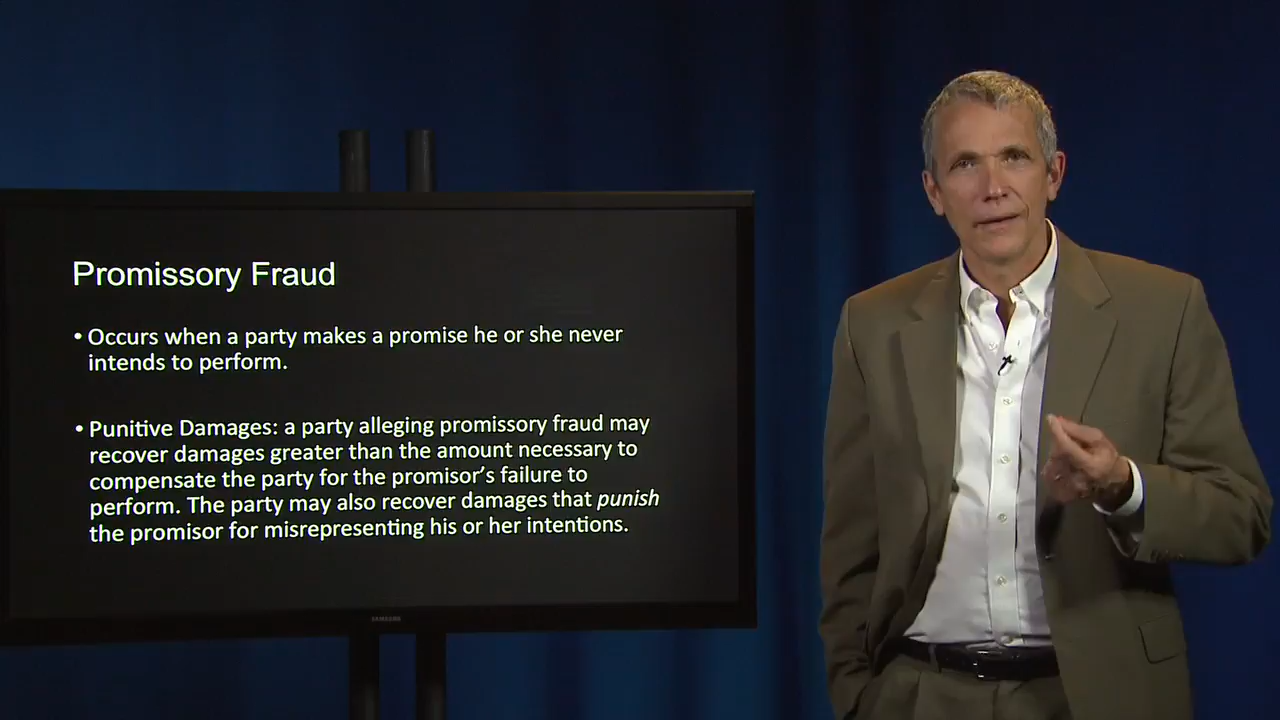 Promissory Fraud
• Occurs when a party makes a promise he or she never
intends to perform.
• Punitive Damages: a party alleging promissory fraud may
recover damages greater than the amount necessary to
compensate the party for the promisor's failure to
perform. The party may also recover damages that punish
the promisor for misrepresenting his or her intentions.
SAMSUNG